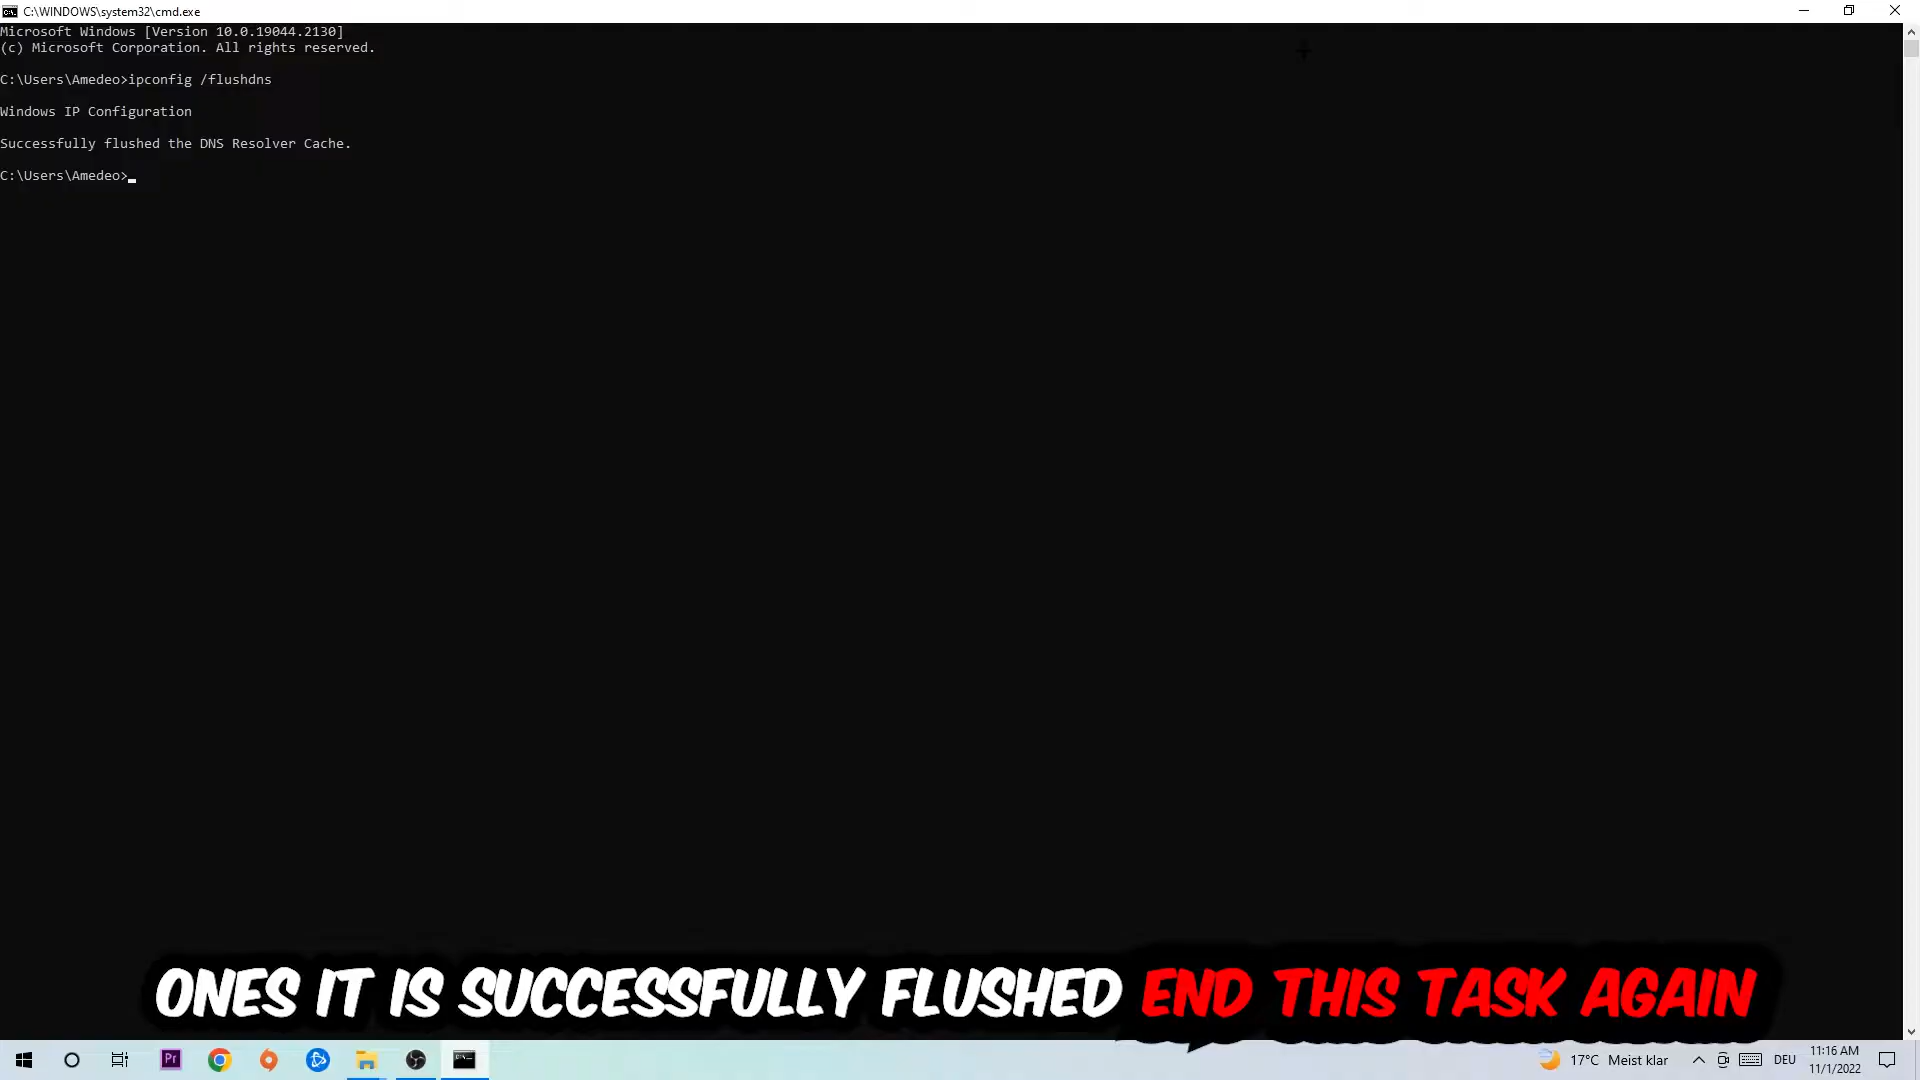 C:\WINDOWS\system32\cmd.exe
Microsoft Windows [Version 10.0.19044.2130]
(c) Microsoft Corporation. All rights reserved.
C:\Users\Amedeo>ipconfig /flushdns
Windows IP Configuration
Successfully flushed the DNS Resolver Cache.
C:\Users\Amedeo>
ONES IT IS SUCCESSFULLY FLUSHED END THIS TASK AGAIN
Pr
17°C Meist klar
DEU
11:16 AM
11/1/2022